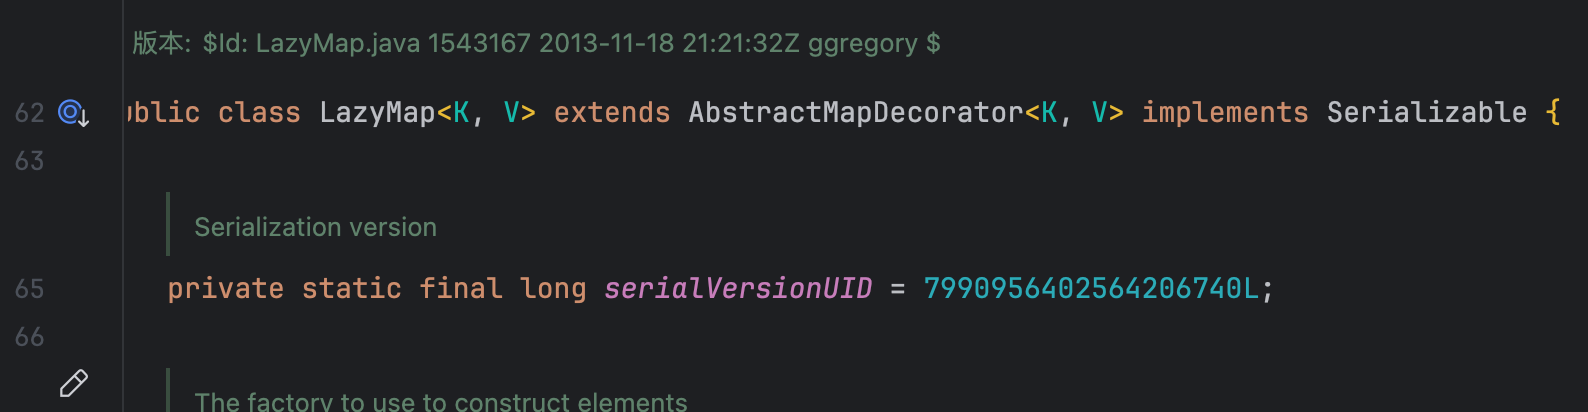 版本: $Id: LazyMap.java 1543167 2013-11-18 21:21:32Z ggregory $
62 ublic class LazyMap<K, V> extends AbstractMapDecorator<K, V> implements Serializable {
63
Serialization version
65 private static final long serialVersionUID = 7990956402564206740L;
66
The factory to use to construct elements